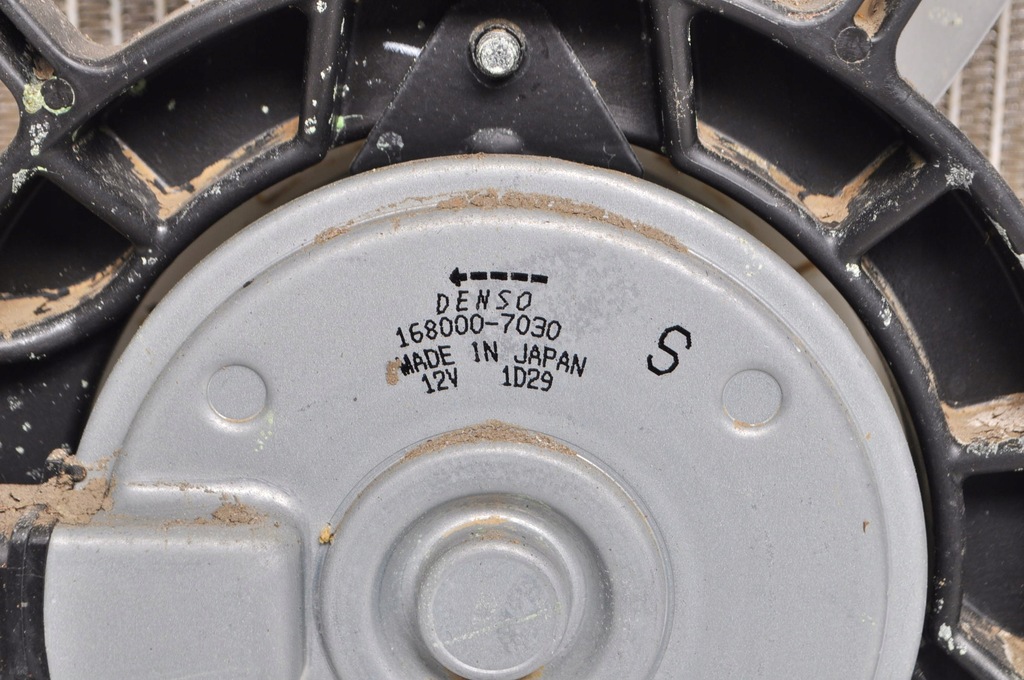 DENSO
168000-7030
MADE IN JAPAN
12V 1D29
S